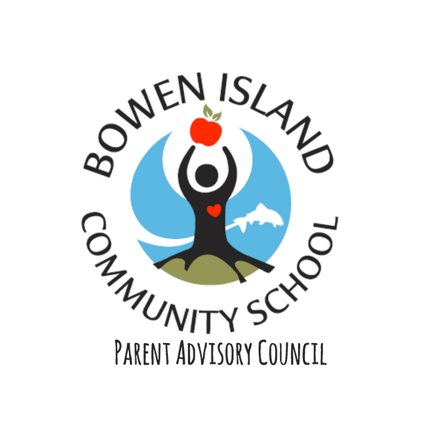 BOWEN ISLAND
COMMUNITY SCHOOL
PARENT ADVISORY COUNCIL